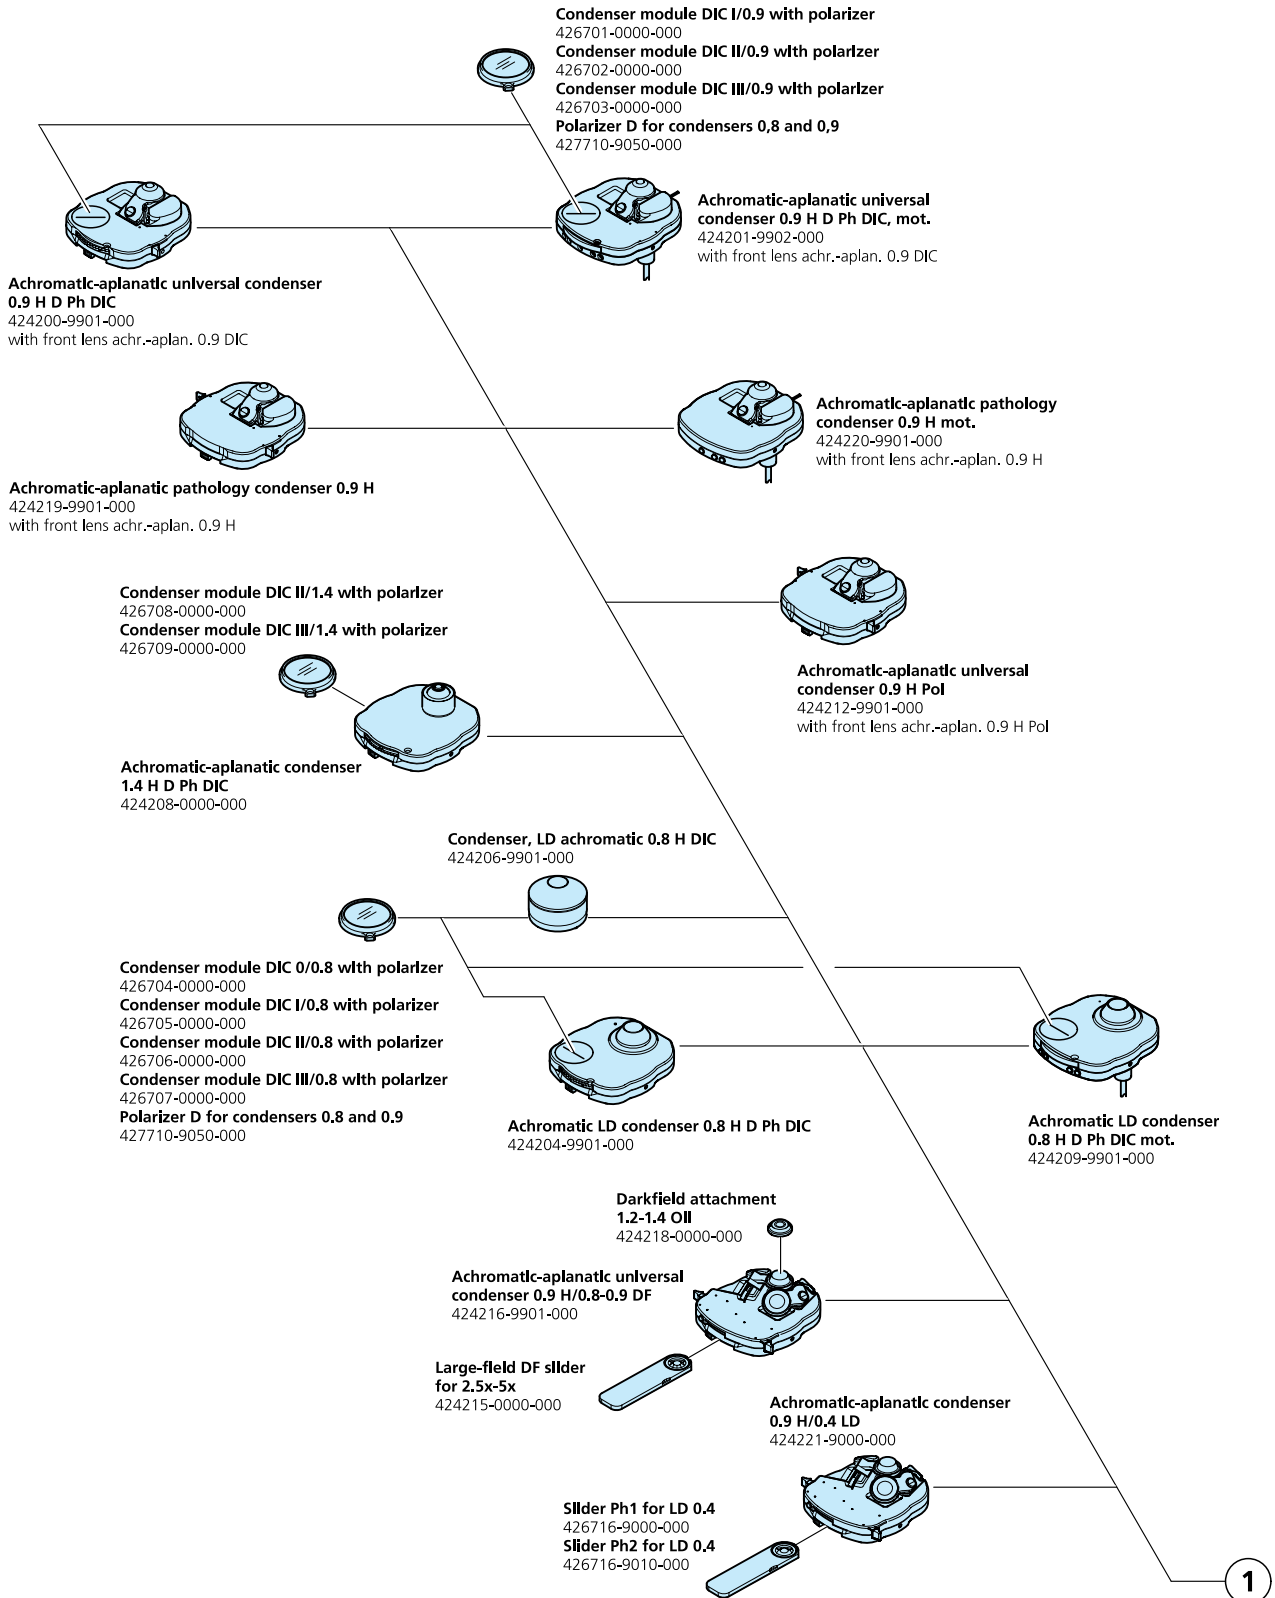 Condenser module DIC I/0.9 with polarizer
426701-0000-000
Condenser module DIC II/0.9 with polarizer
426702-0000-000
Condenser module DIC III/0.9 with polarizer
426703-0000-000
Polarizer D for condensers 0,8 and 0,9
427710-9050-000
Achromatic-aplanatic universal
condenser 0.9 H D Ph DIC, mot.
424201-9902-000
with front lens achr.-aplan. 0.9 DIC
Achromatic-aplanatic universal condenser
0.9 H D Ph DIC
424200-9901-000
with front lens achr.-aplan. 0.9 DIC
Achromatic-aplanatic pathology
condenser 0.9 H mot.
424220-9901-000
with front lens achr.-aplan. 0.9 H
Achromatic-aplanatic pathology condenser 0.9 H
424219-9901-000
with front lens achr.-aplan. 0.9 H
Condenser module DIC II/1.4 with polarizer
426708-0000-000
Condenser module DIC III/1.4 with polarizer
426709-0000-000
Achromatic-aplanatic universal
condenser 0.9 H Pol
424212-9901-000
with front lens achr.-aplan. 0.9 H Pol
Achromatic-aplanatic condenser
1.4 H D Ph DIC
424208-0000-000
Condenser, LD achromatic 0.8 H DIC
424206-9901-000
Condenser module DIC 0/0.8 with polarizer
426704-0000-000
Condenser module DIC I/0.8 with polarizer
426705-0000-000
Condenser module DIC II/0.8 with polarizer
426706-0000-000
Condenser module DIC III/0.8 with polarizer
426707-0000-000
Polarizer D for condensers 0.8 and 0.9
427710-9050-000
Achromatic LD condenser 0.8 H D Ph DIC
424204-9901-000
Achromatic LD condenser
0.8 H D Ph DIC mot.
424209-9901-000
Darkfield attachment
1.2-1.4 Oil
424218-0000-000
Achromatic-aplanatic universal
condenser 0.9 H/0.8-0.9 DF
424216-9901-000
Large-field DF slider
for 2.5x-5x
424215-0000-000
Achromatic-aplanatic condenser
0.9 H/0.4 LD
424221-9000-000
Slider Ph1 for LD 0.4
426716-9000-000
Slider Ph2 for LD 0.4
426716-9010-000
1